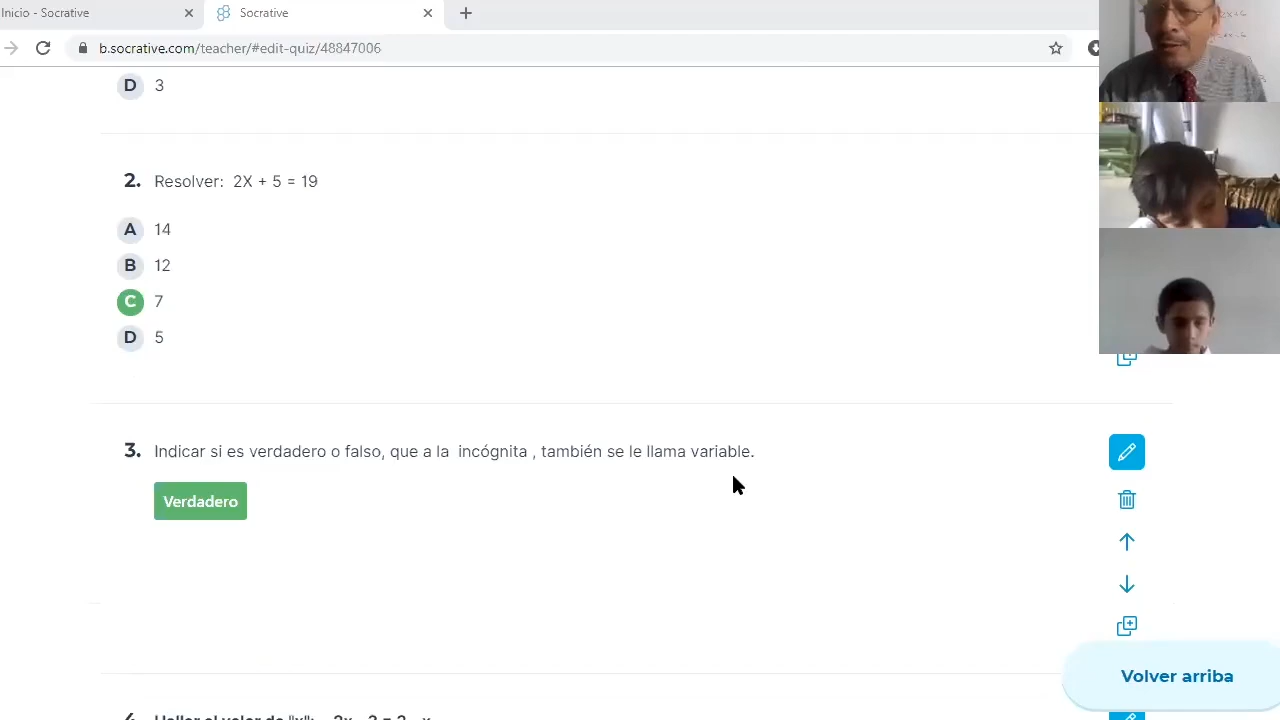 Inicio - Socrative
Socrative
b.socrative.com/teacher/#edit-quiz/48847006
D 3
2. Resolver: 2X + 5 = 19
A 14
B 12
C 7
D 5
3. Indicar si es verdadero o falso, que a la incógnita , también se le llama variable.
Verdadero
Volver arriba